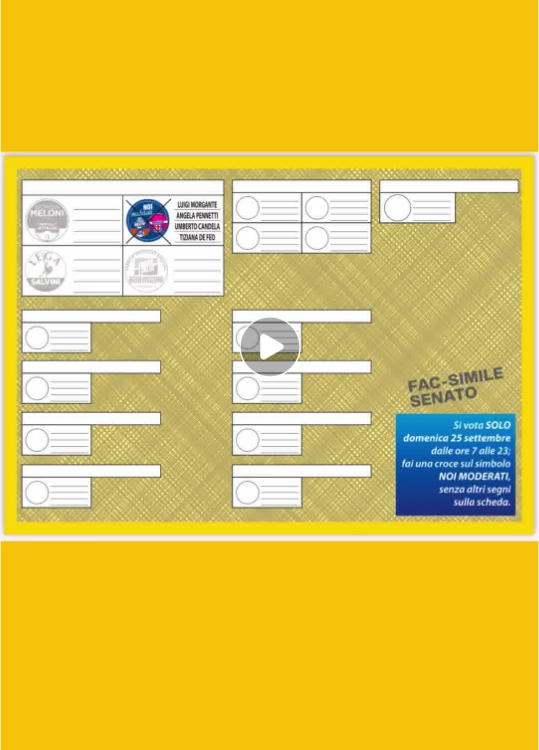 MELONI
NOI
moderati
LUIGI MORGANTE
ANGELA PENNETTI
UMBERTO CANDELA
TIZIANA DE FEO
LEGA
SALVINI
FAC-SIMILE
SENATO
Si vota SOLO
domenica 25 settembre
dalle ore 7 alle 23;
fai una croce sul simbolo
NOI MODERATI,
senza altri segni
sulla scheda.